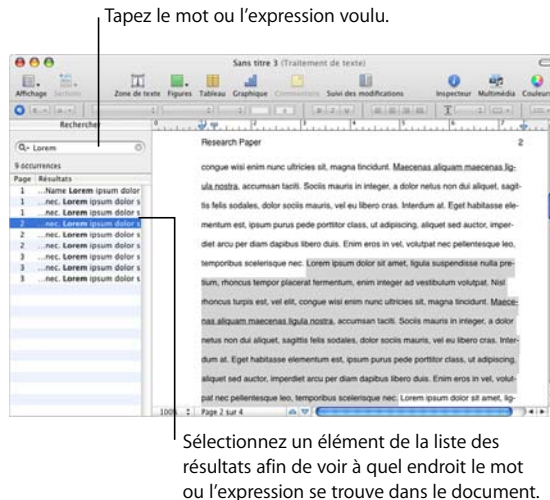 Tapez le mot ou l'expression voulu.
Sans titre 3 (Traitement de texte)
Affichage Sections Zone de texte Figures Tableau Graphique Commentaire Suivi des modifications Inspecteur Multimédia Couleurs
Rechercher
Lorem
9 occurrences
Page Résultats
1 ...Name Lorem ipsum dolor
1 ...nec. Lorem ipsum dolor s
1 ...nec. Lorem ipsum dolor s
2 ...nec. Lorem ipsum dolor s
2 ...nec. Lorem ipsum dolor s
2 ...nec. Lorem ipsum dolor s
3 ...nec. Lorem ipsum dolor s
3 ...nec. Lorem ipsum dolor s
3 ...nec. Lorem ipsum dolor s
Research Paper 2
congue wisi enim nunc ultricies sit, magna tincidunt. Maecenas aliquam maecenas lig-
ula nostra, accumsan taciti. Sociis mauris in integer, a dolor netus non dui aliquet, sagit-
tis felis sodales, dolor sociis mauris, vel eu libero cras. Interdum at. Eget habitasse ele-
mentum est, ipsum purus pede porttitor class, ut adipiscing, aliquet sed auctor, imper-
diet arcu per diam dapibus libero duis. Enim eros in vel, volutpat nec pellentesque leo,
temporibus scelerisque nec. Lorem ipsum dolor sit amet, ligula suspendisse nulla pre-
tium, rhoncus tempor placerat fermentum, enim integer ad vestibulum volutpat. Nisl
rhoncus turpis est, vel elit, congue wisi enim nunc ultricies sit, magna tincidunt. Maece-
nas aliquam maecenas ligula nostra, accumsan taciti. Sociis mauris in integer, a dolor
netus non dui aliquet, sagittis felis sodales, dolor sociis mauris, vel eu libero cras. Inter-
dum at. Eget habitasse elementum est, ipsum purus pede porttitor class, ut adipiscing,
aliquet sed auctor, imperdiet arcu per diam dapibus libero duis. Enim eros in vel, volut-
pat nec pellentesque leo, temporibus scelerisque nec. Lorem ipsum dolor sit amet, lig-
100% Page 2 sur 4
Sélectionnez un élément de la liste des
résultats afin de voir à quel endroit le mot
ou l'expression se trouve dans le document.